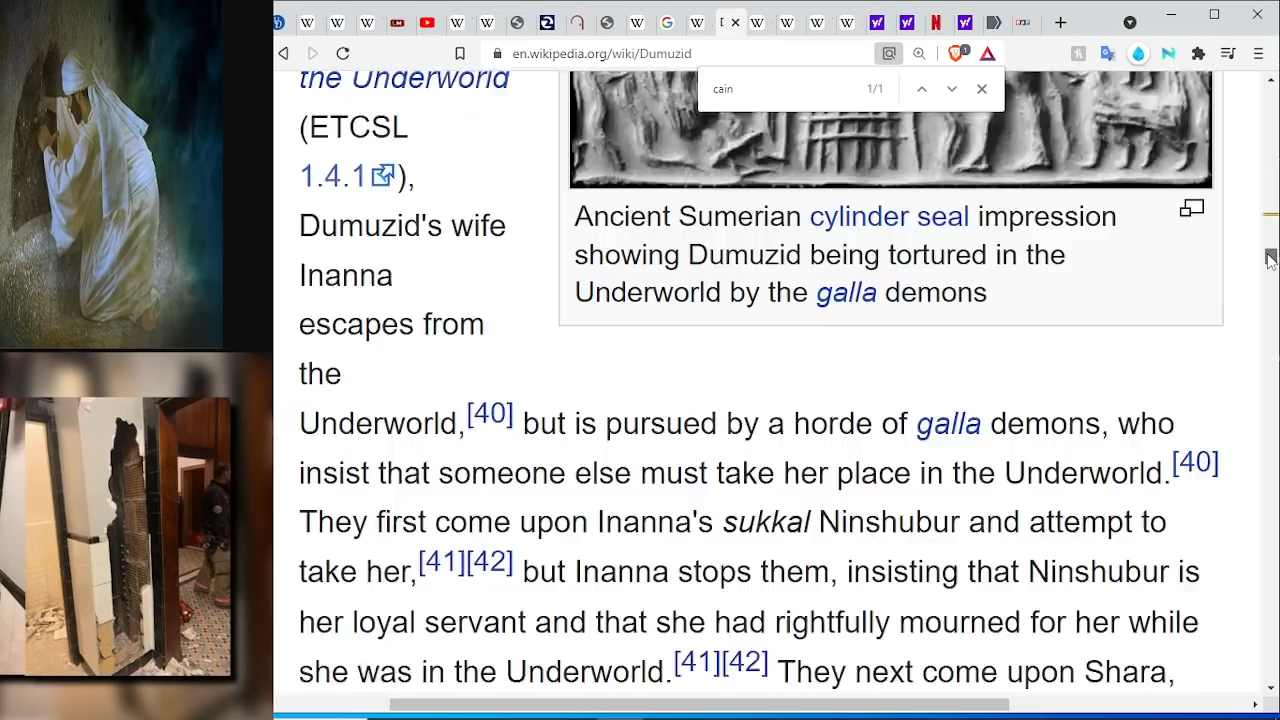 en.wikipedia.org/wiki/Dumuzid
cain
1/1
the Underworld
(ETCSL
1.4.1),
Dumuzid's wife
Inanna
escapes from
the
Underworld,[40] but is pursued by a horde of galla demons, who
insist that someone else must take her place in the Underworld.[40]
They first come upon Inanna's sukkal Ninshubur and attempt to
take her,[41][42] but Inanna stops them, insisting that Ninshubur is
her loyal servant and that she had rightfully mourned for her while
she was in the Underworld.[41][42] They next come upon Shara,
Ancient Sumerian cylinder seal impression
showing Dumuzid being tortured in the
Underworld by the galla demons